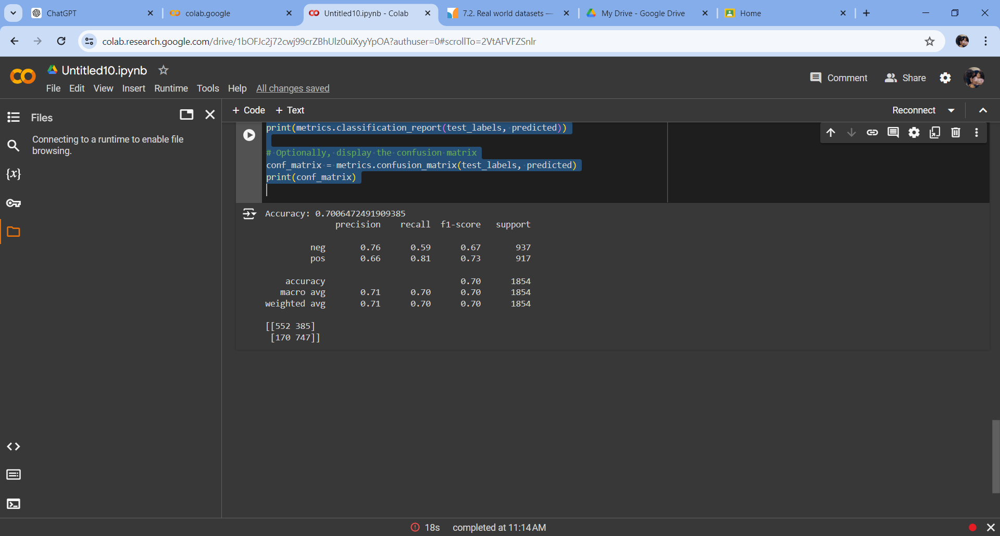 ChatGPT
colab.google
Untitled10.ipynb - Colab
7.2. Real world datasets —
My Drive - Google Drive
Home
colab.research.google.com/drive/1bOFJc2j72cwj99crZBhUlz0uiXyyYpOA?authuser=0#scrollTo=2VtAFVFZSnlr
Untitled10.ipynb
Comment
Share
File Edit View Insert Runtime Tools Help All changes saved
Files
+ Code + Text
Reconnect
Connecting to a runtime to enable file
browsing.
{x}
print(metrics.classification_report(test_labels, predicted))
# Optionally, display the confusion matrix
conf_matrix = metrics.confusion_matrix(test_labels, predicted)
print(conf_matrix)
Accuracy: 0.7006472491909385
precision recall f1-score support
neg 0.76 0.59 0.67 937
pos 0.66 0.81 0.73 917
accuracy 0.70 1854
macro avg 0.71 0.70 0.70 1854
weighted avg 0.71 0.70 0.70 1854
[[552 385]
[170 747]]
18s completed at 11:14 AM